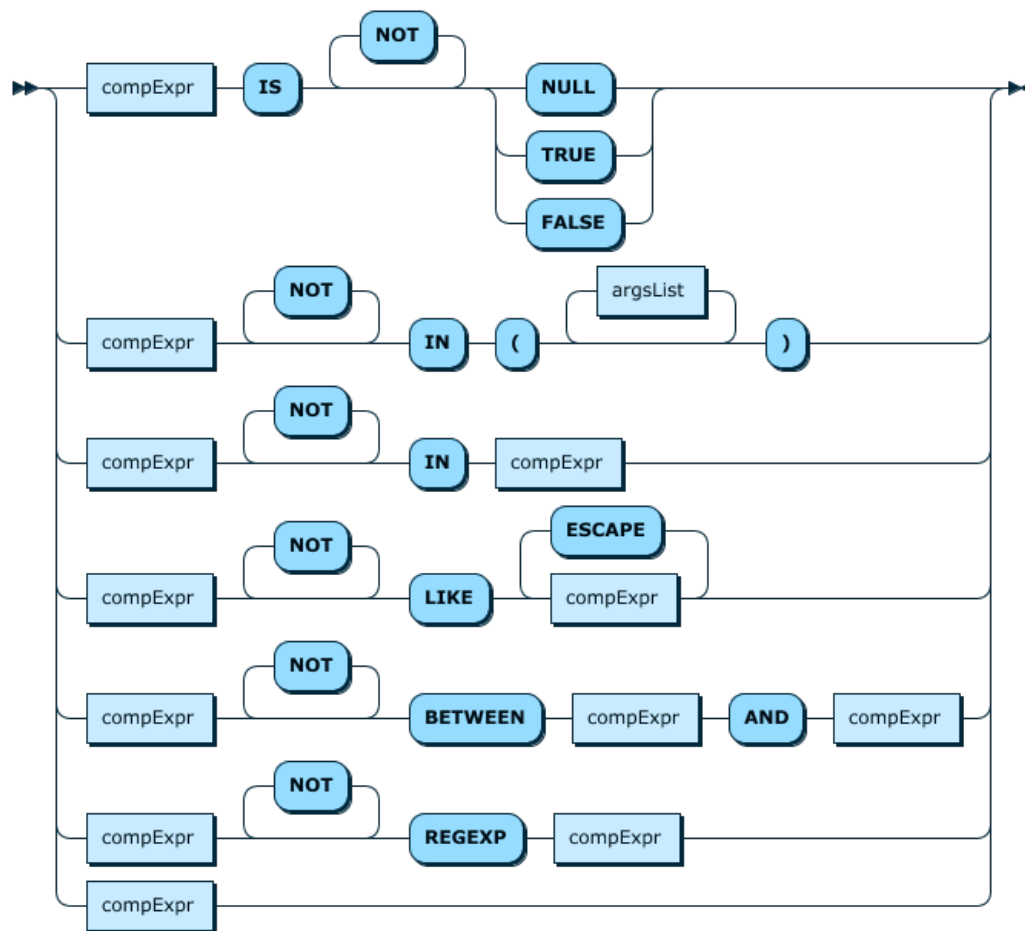 NOT
compExpr IS NULL
TRUE
FALSE
NOT argsList
compExpr IN ( )
NOT
compExpr IN compExpr
NOT ESCAPE
compExpr LIKE compExpr
NOT
compExpr BETWEEN compExpr AND compExpr
NOT
compExpr REGEXP compExpr
compExpr